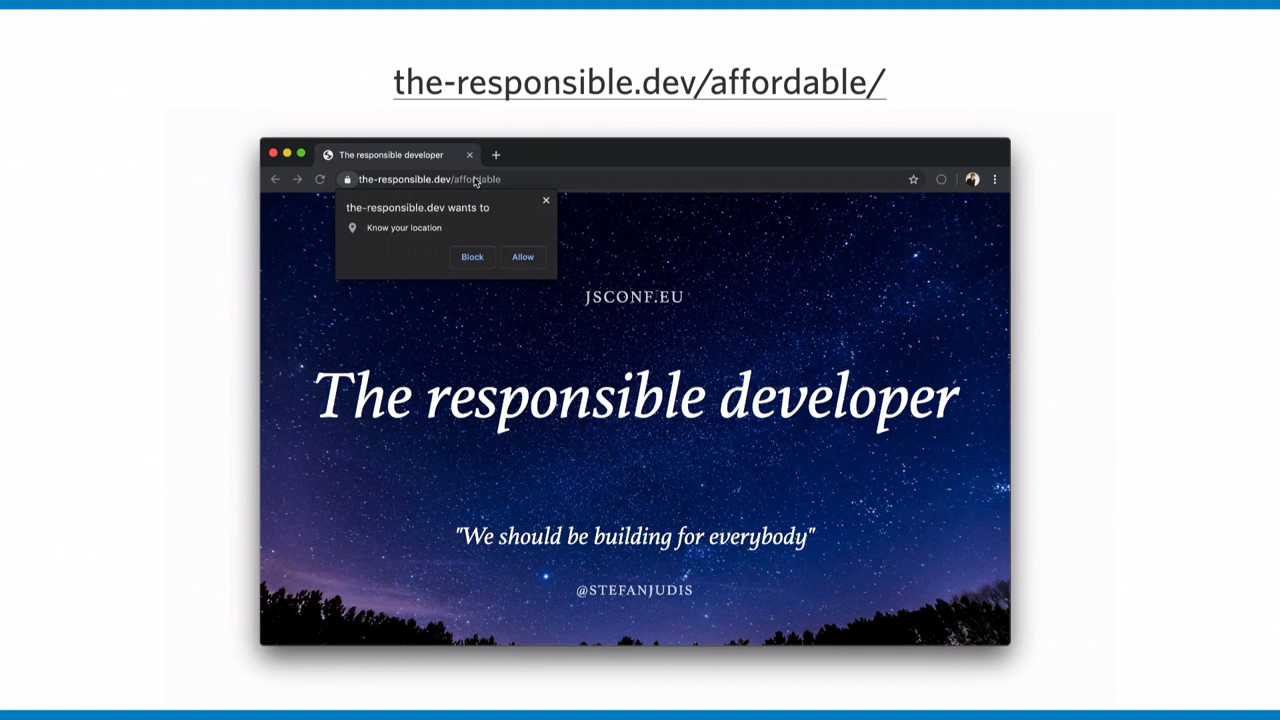 the-responsible.dev/affordable/
The responsible developer
the-responsible.dev/affordable
the-responsible.dev wants to
Know your location
Block Allow
JSCONF.EU
The responsible developer
"We should be building for everybody"
@STEFANJUDIS